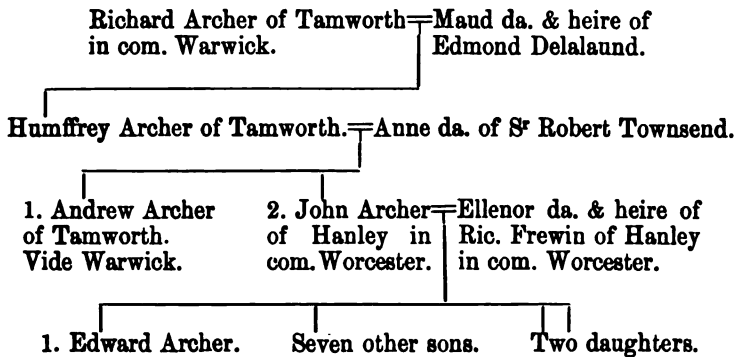 Richard Archer of Tamworth=Maud da. & heire of
in com. Warwick. Edmond Delalaund.
Humffrey Archer of Tamworth.=Anne da. of Sʳ Robert Townsend.
1. Andrew Archer
of Tamworth.
Vide Warwick.
2. John Archer=Ellenor da. & heire of
of Hanley in Ric. Frewin of Hanley
com. Worcester. in com. Worcester.
1. Edward Archer. Seven other sons. Two daughters.